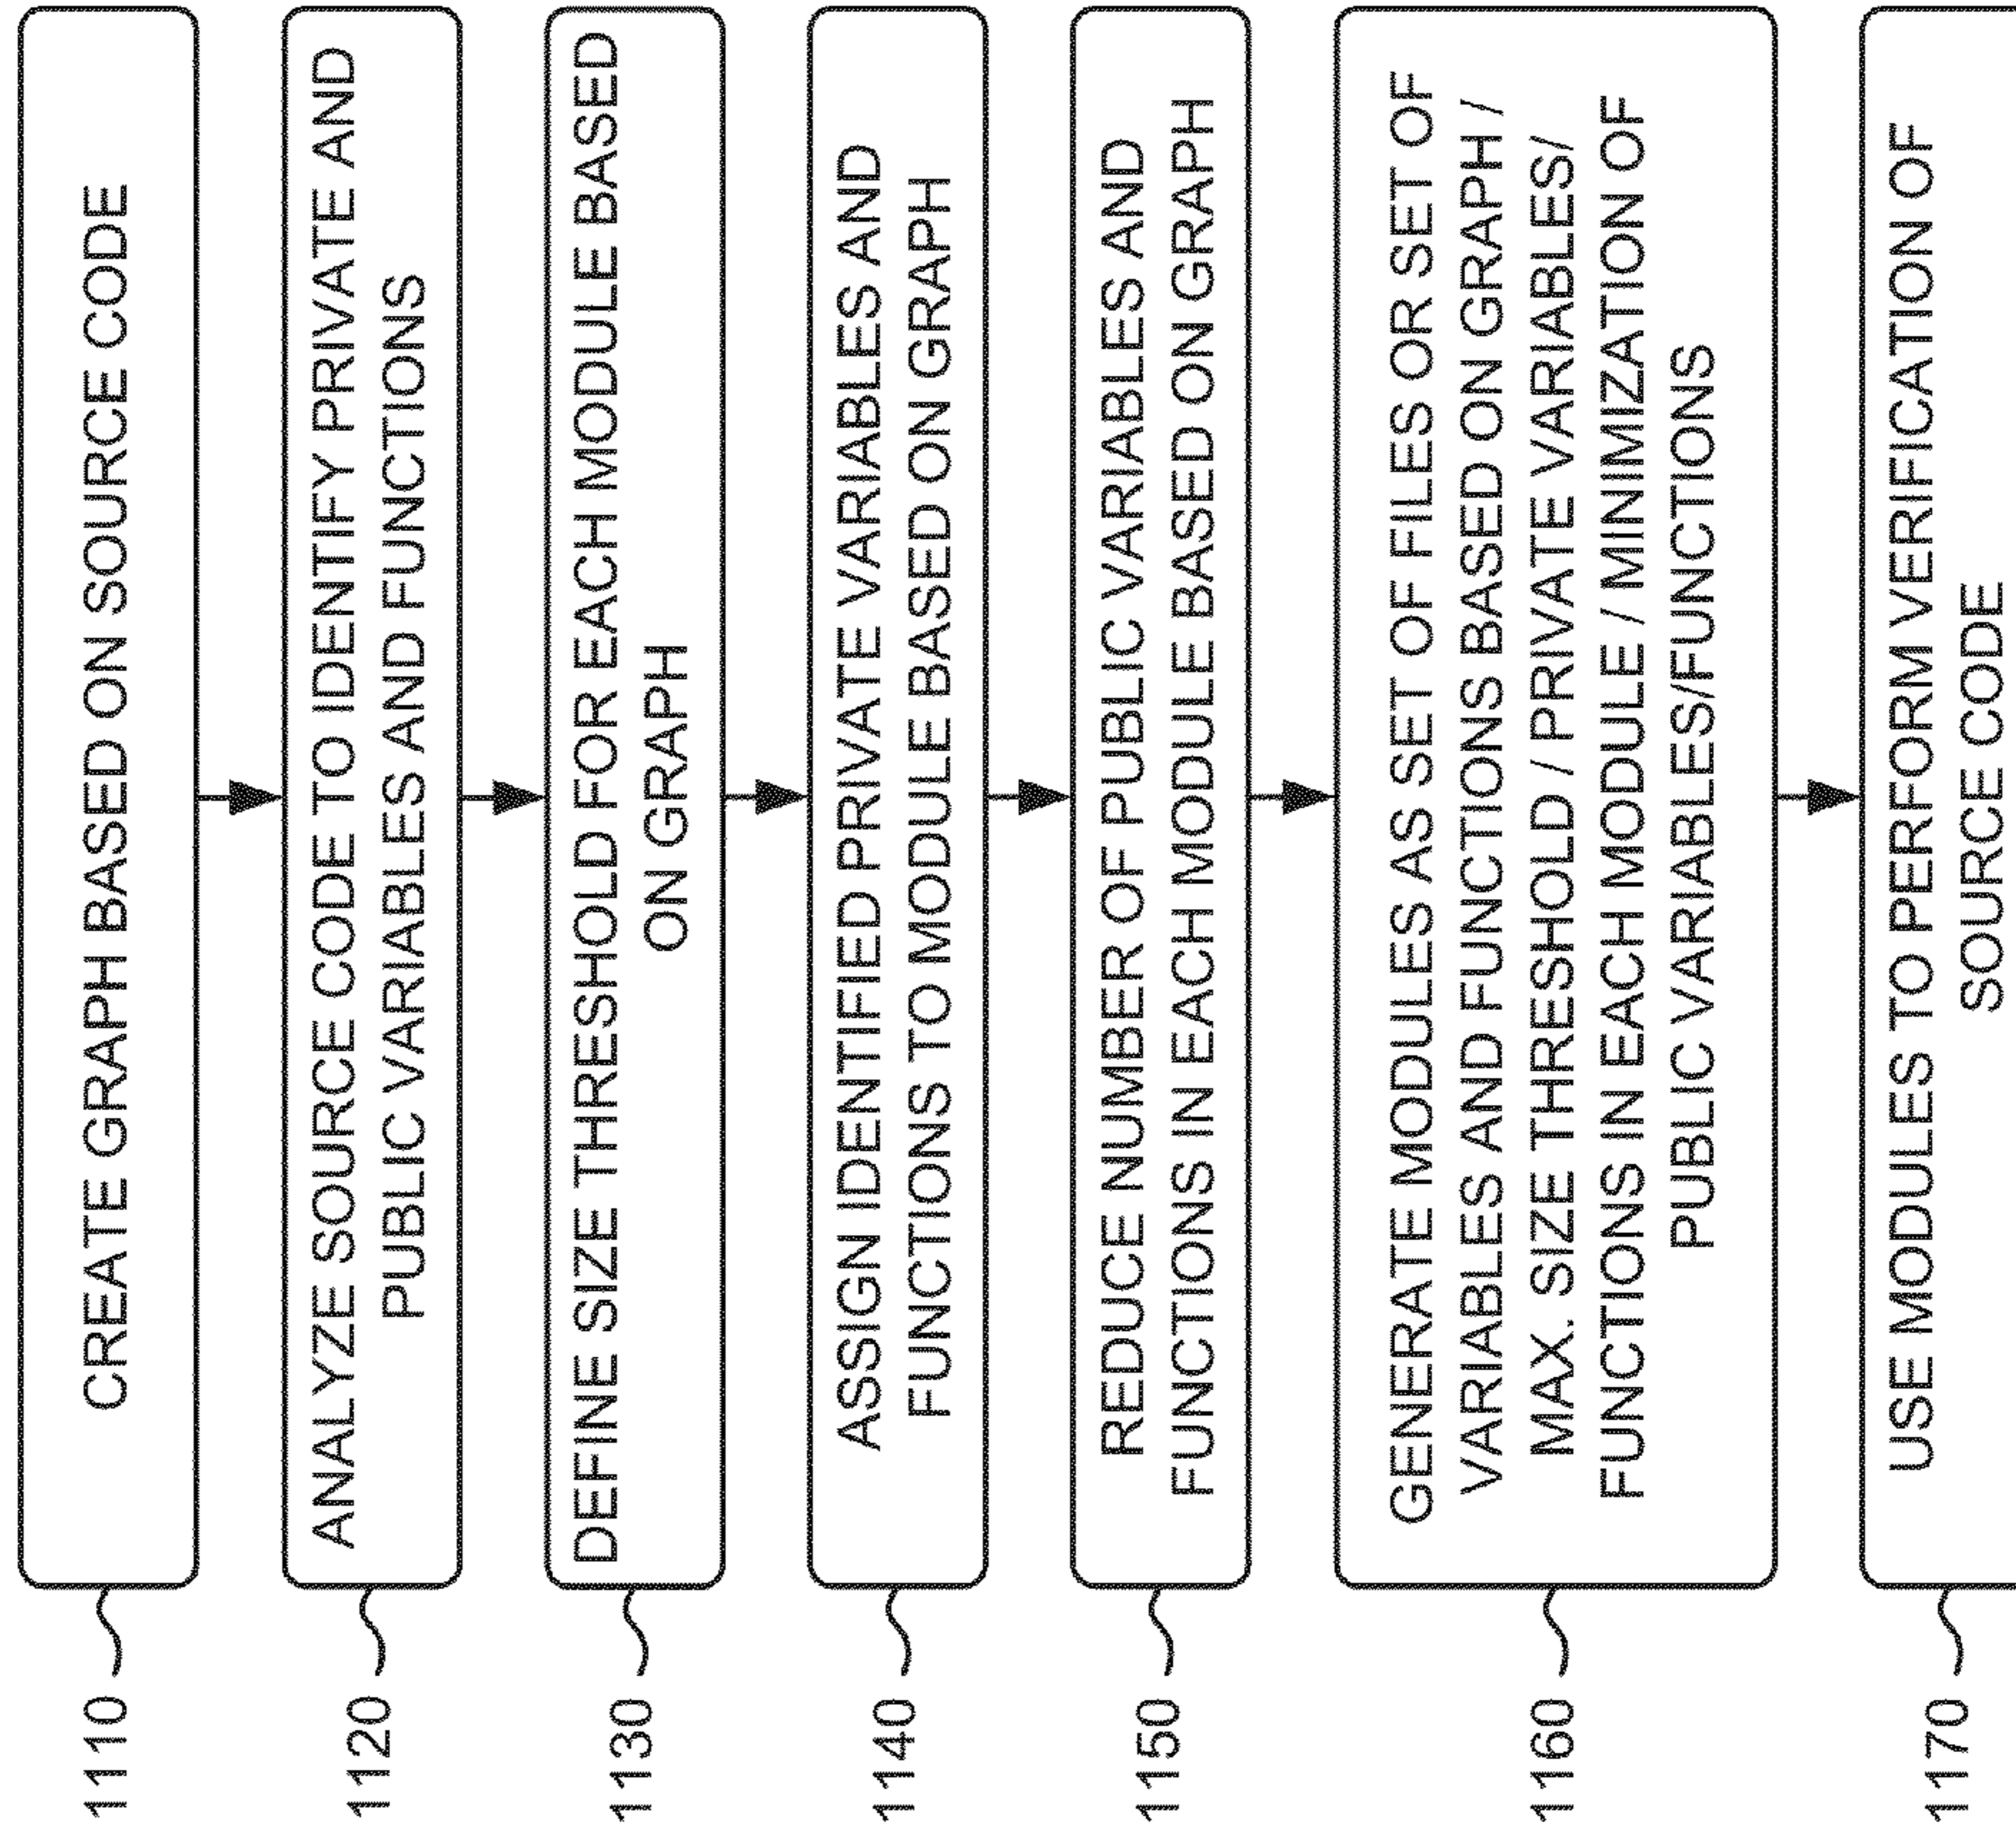 1110
CREATE GRAPH BASED ON SOURCE CODE
1120
ANALYZE SOURCE CODE TO IDENTIFY PRIVATE AND
PUBLIC VARIABLES AND FUNCTIONS
1130
DEFINE SIZE THRESHOLD FOR EACH MODULE BASED
ON GRAPH
1140
ASSIGN IDENTIFIED PRIVATE VARIABLES AND
FUNCTIONS TO MODULE BASED ON GRAPH
1150
REDUCE NUMBER OF PUBLIC VARIABLES AND
FUNCTIONS IN EACH MODULE BASED ON GRAPH
1160
GENERATE MODULES AS SET OF FILES OR SET OF
VARIABLES AND FUNCTIONS BASED ON GRAPH /
MAX. SIZE THRESHOLD / PRIVATE VARIABLES/
FUNCTIONS IN EACH MODULE / MINIMIZATION OF
PUBLIC VARIABLES/FUNCTIONS
1170
USE MODULES TO PERFORM VERIFICATION OF
SOURCE CODE